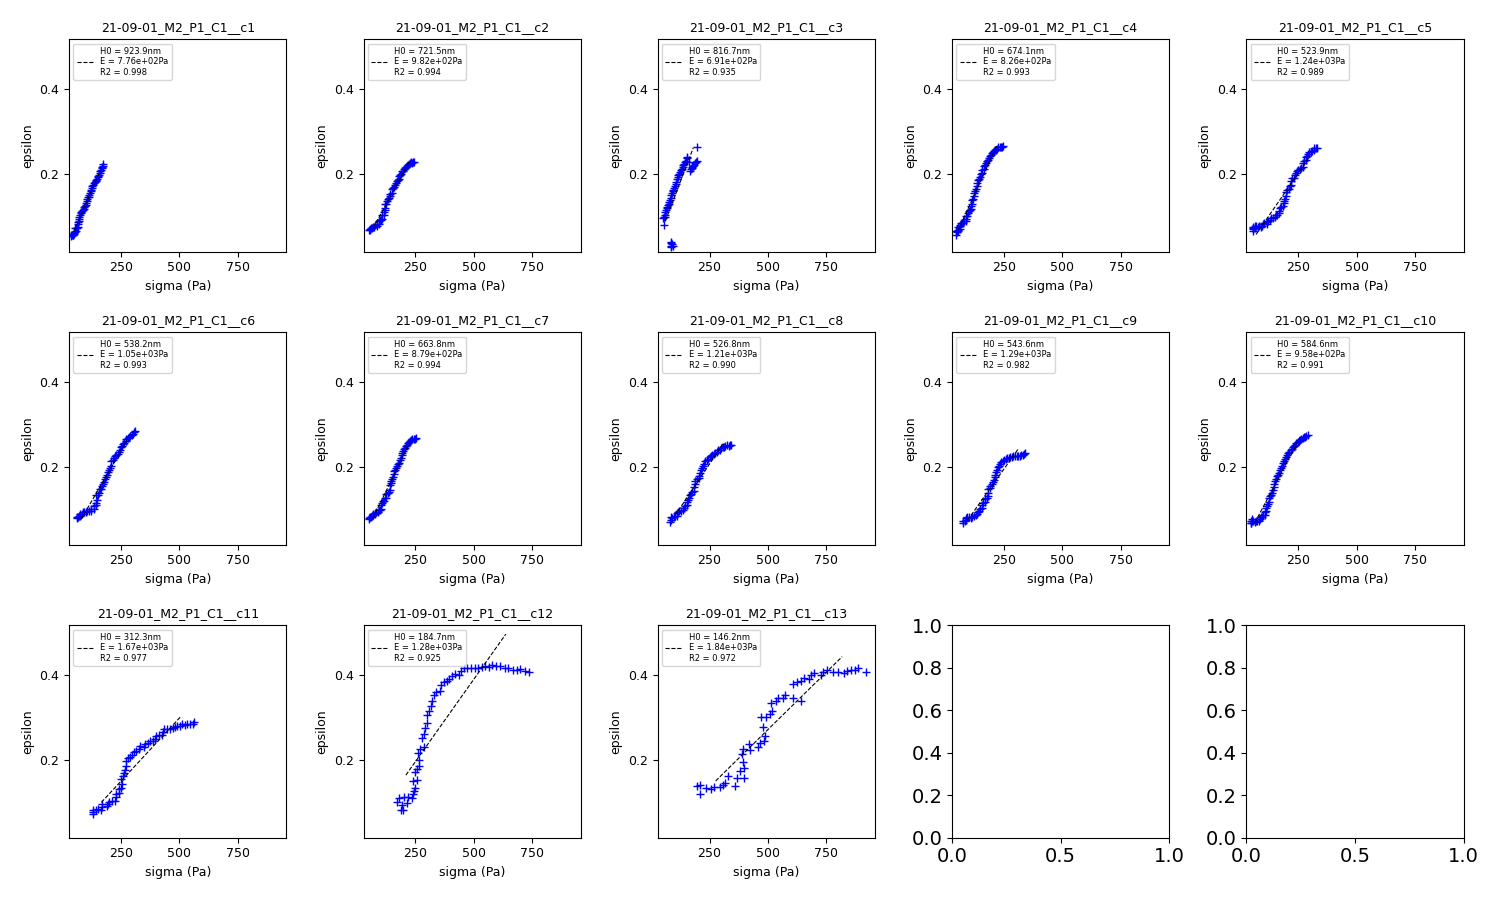 21-09-01_M2_P1_C1__c1
H0 = 923.9nm
E = 7.76e+02Pa
R2 = 0.998
0.4
0.2
epsilon
250 500 750
sigma (Pa)
21-09-01_M2_P1_C1__c2
H0 = 721.5nm
E = 9.82e+02Pa
R2 = 0.994
0.4
0.2
epsilon
250 500 750
sigma (Pa)
21-09-01_M2_P1_C1__c3
H0 = 816.7nm
E = 6.91e+02Pa
R2 = 0.935
0.4
0.2
epsilon
250 500 750
sigma (Pa)
21-09-01_M2_P1_C1__c4
H0 = 674.1nm
E = 8.26e+02Pa
R2 = 0.993
0.4
0.2
epsilon
250 500 750
sigma (Pa)
21-09-01_M2_P1_C1__c5
H0 = 523.9nm
E = 1.24e+03Pa
R2 = 0.989
0.4
0.2
epsilon
250 500 750
sigma (Pa)
21-09-01_M2_P1_C1__c6
H0 = 538.2nm
E = 1.05e+03Pa
R2 = 0.993
0.4
0.2
epsilon
250 500 750
sigma (Pa)
21-09-01_M2_P1_C1__c7
H0 = 663.8nm
E = 8.79e+02Pa
R2 = 0.994
0.4
0.2
epsilon
250 500 750
sigma (Pa)
21-09-01_M2_P1_C1__c8
H0 = 526.8nm
E = 1.21e+03Pa
R2 = 0.990
0.4
0.2
epsilon
250 500 750
sigma (Pa)
21-09-01_M2_P1_C1__c9
H0 = 543.6nm
E = 1.29e+03Pa
R2 = 0.982
0.4
0.2
epsilon
250 500 750
sigma (Pa)
21-09-01_M2_P1_C1__c10
H0 = 584.6nm
E = 9.58e+02Pa
R2 = 0.991
0.4
0.2
epsilon
250 500 750
sigma (Pa)
21-09-01_M2_P1_C1__c11
H0 = 312.3nm
E = 1.67e+03Pa
R2 = 0.977
0.4
0.2
epsilon
250 500 750
sigma (Pa)
21-09-01_M2_P1_C1__c12
H0 = 184.7nm
E = 1.28e+03Pa
R2 = 0.925
0.4
0.2
epsilon
250 500 750
sigma (Pa)
21-09-01_M2_P1_C1__c13
H0 = 146.2nm
E = 1.84e+03Pa
R2 = 0.972
0.4
0.2
epsilon
250 500 750
sigma (Pa)
1.0
0.8
0.6
0.4
0.2
0.0
0.0 0.5 1.0
1.0
0.8
0.6
0.4
0.2
0.0
0.0 0.5 1.0